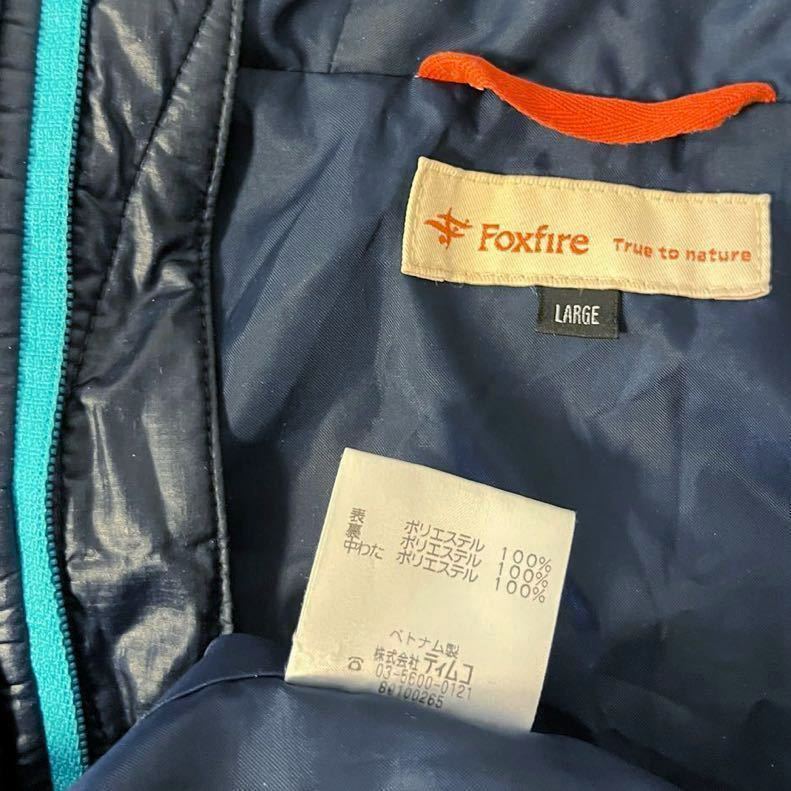 Foxfire True to nature
LARGE
表 ポリエステル 100%
裏 ポリエステル 100%
中わた ポリエステル 100%
ベトナム製
株式会社 ティムコ
03-6600-0121